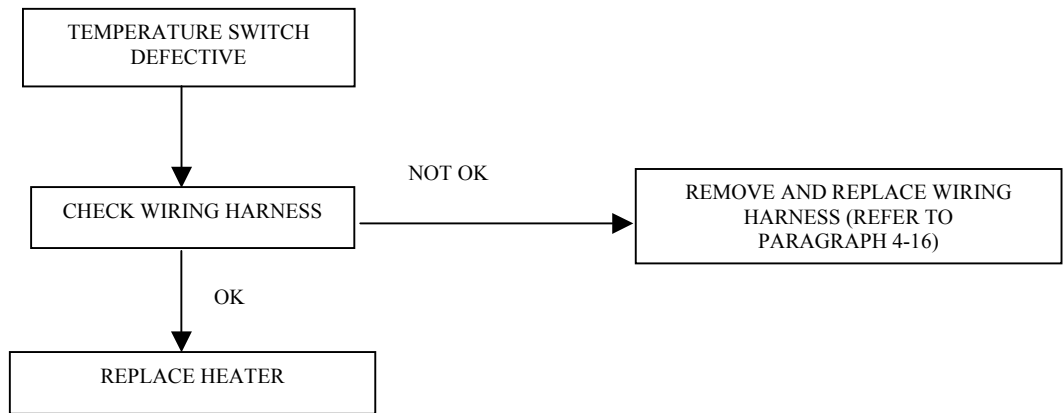 TEMPERATURE SWITCH
DEFECTIVE
NOT OK
CHECK WIRING HARNESS
REMOVE AND REPLACE WIRING
HARNESS (REFER TO
PARAGRAPH 4-16)
OK
REPLACE HEATER